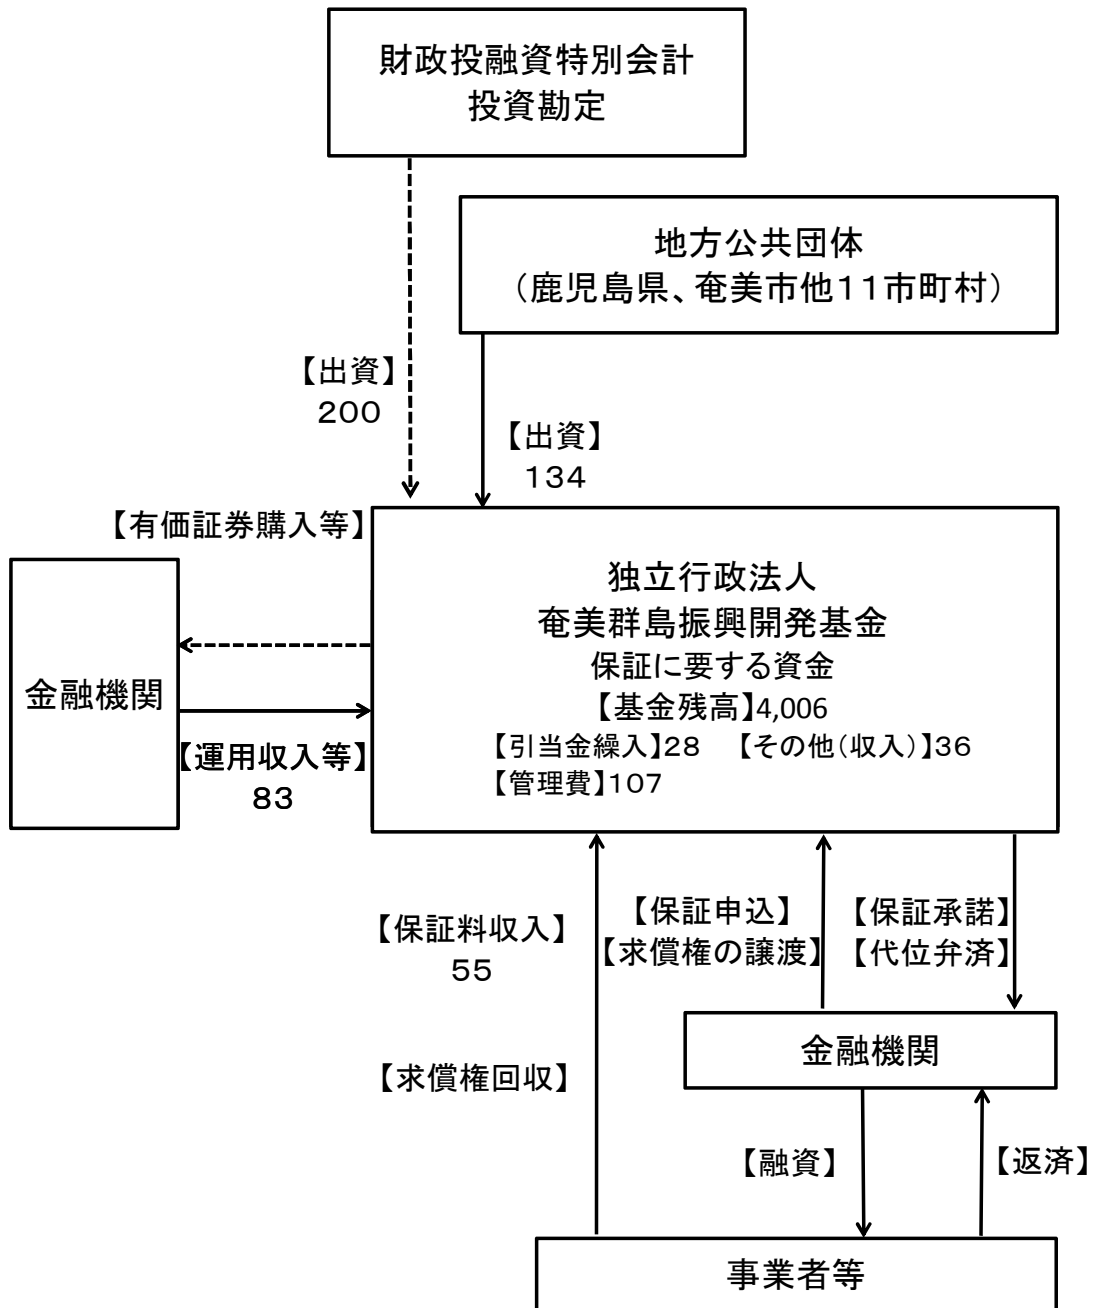 財政投融資特別会計
投資勘定
地方公共団体
（鹿児島県、奄美市他１１市町村）
【出資】
２００
【出資】
１３４
【有価証券購入等】
独立行政法人
奄美群島振興開発基金
保証に要する資金
【基金残高】4,006
【引当金繰入】２８　【その他（収入）】３６
【管理費】１０７
金融機関
【運用収入等】
８３
【保証料収入】
５５
【保証申込】
【求償権の譲渡】
【保証承諾】
【代位弁済】
金融機関
【求償権回収】
【融資】
【返済】
事業者等